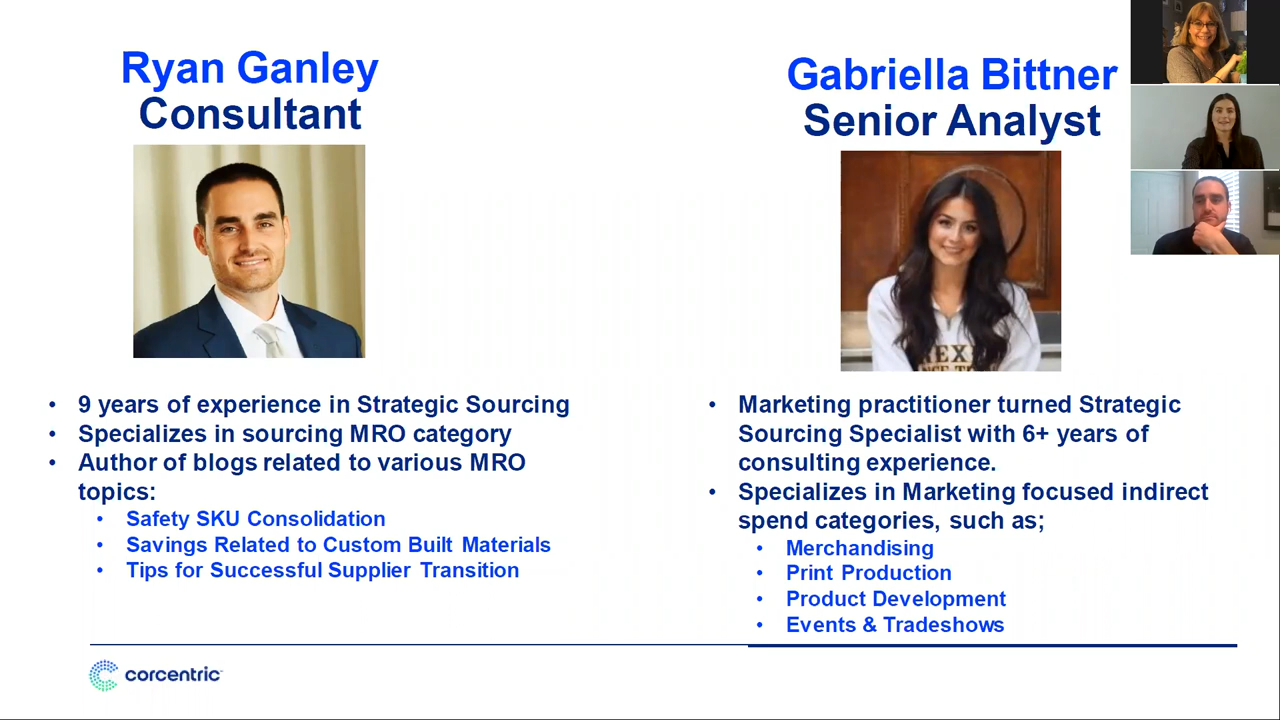 Ryan Ganley
Consultant
9 years of experience in Strategic Sourcing
Specializes in sourcing MRO category
Author of blogs related to various MRO
topics:
Safety SKU Consolidation
Savings Related to Custom Built Materials
Tips for Successful Supplier Transition
Gabriella Bittner
Senior Analyst
Marketing practitioner turned Strategic
Sourcing Specialist with 6+ years of
consulting experience.
Specializes in Marketing focused indirect
spend categories, such as;
Merchandising
Print Production
Product Development
Events & Tradeshows
corcentric